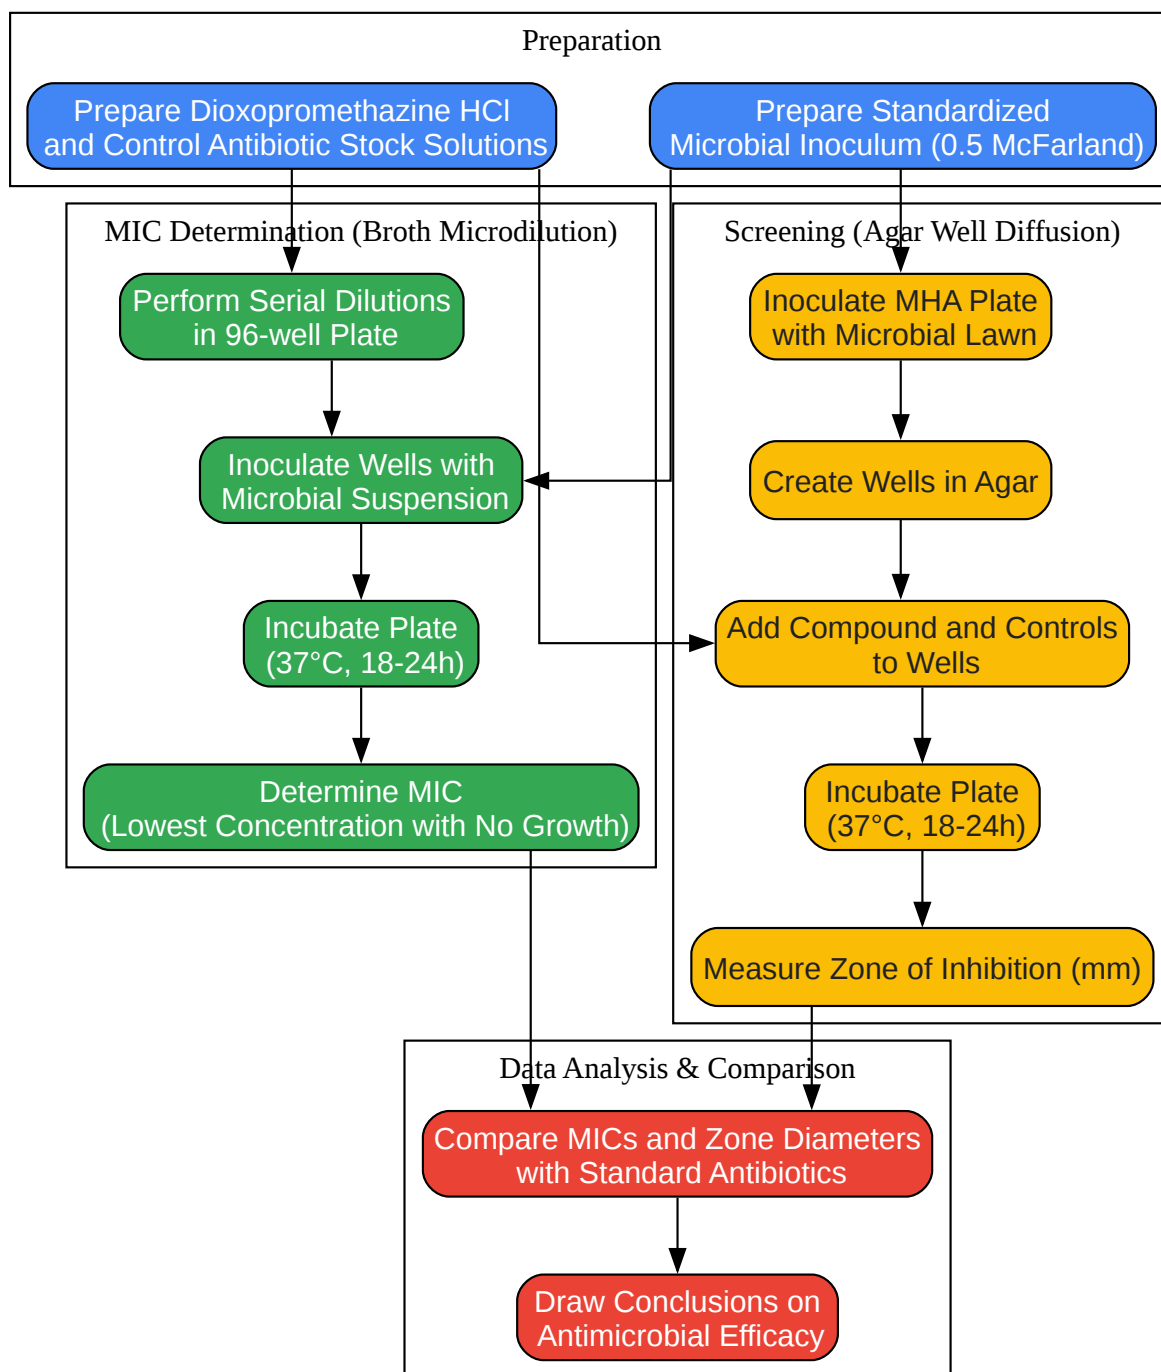 Preparation
Prepare Dioxopromethazine HCl
and Control Antibiotic Stock Solutions
Prepare Standardized
Microbial Inoculum (0.5 McFarland)
MIC Determination (Broth Microdilution)
Perform Serial Dilutions
in 96-well Plate
Inoculate Wells with
Microbial Suspension
Incubate Plate
(37°C, 18-24h)
Determine MIC
(Lowest Concentration with No Growth)
Screening (Agar Well Diffusion)
Inoculate MHA Plate
with Microbial Lawn
Create Wells in Agar
Add Compound and Controls
to Wells
Incubate Plate
(37°C, 18-24h)
Measure Zone of Inhibition (mm)
Data Analysis & Comparison
Compare MICs and Zone Diameters
with Standard Antibiotics
Draw Conclusions on
Antimicrobial Efficacy